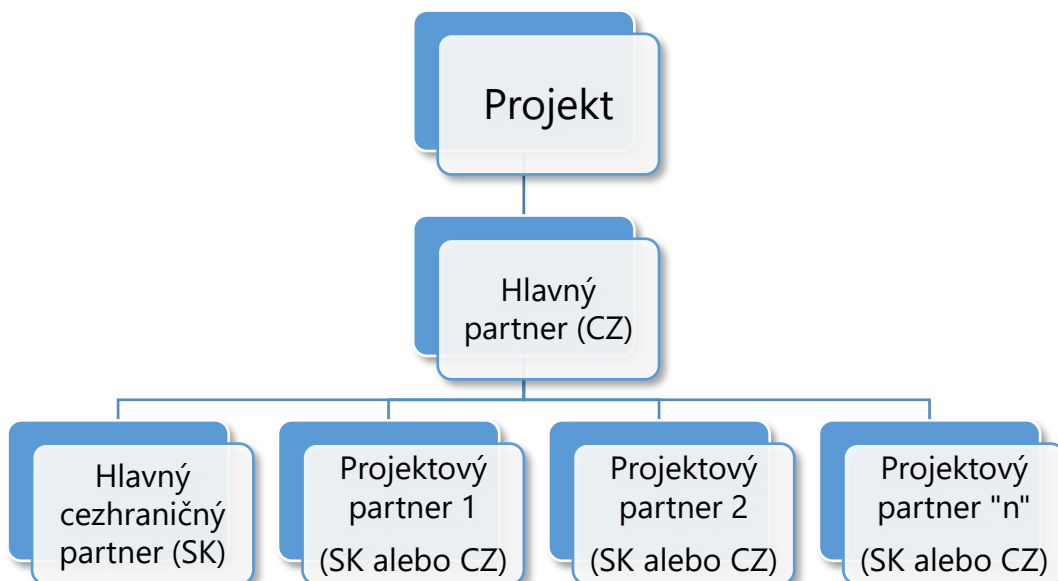 Projekt
Hlavný
partner (CZ)
Hlavný
cezhraničný
partner (SK)
Projektový
partner 1
(SK alebo CZ)
Projektový
partner 2
(SK alebo CZ)
Projektový
partner "n"
(SK alebo CZ)